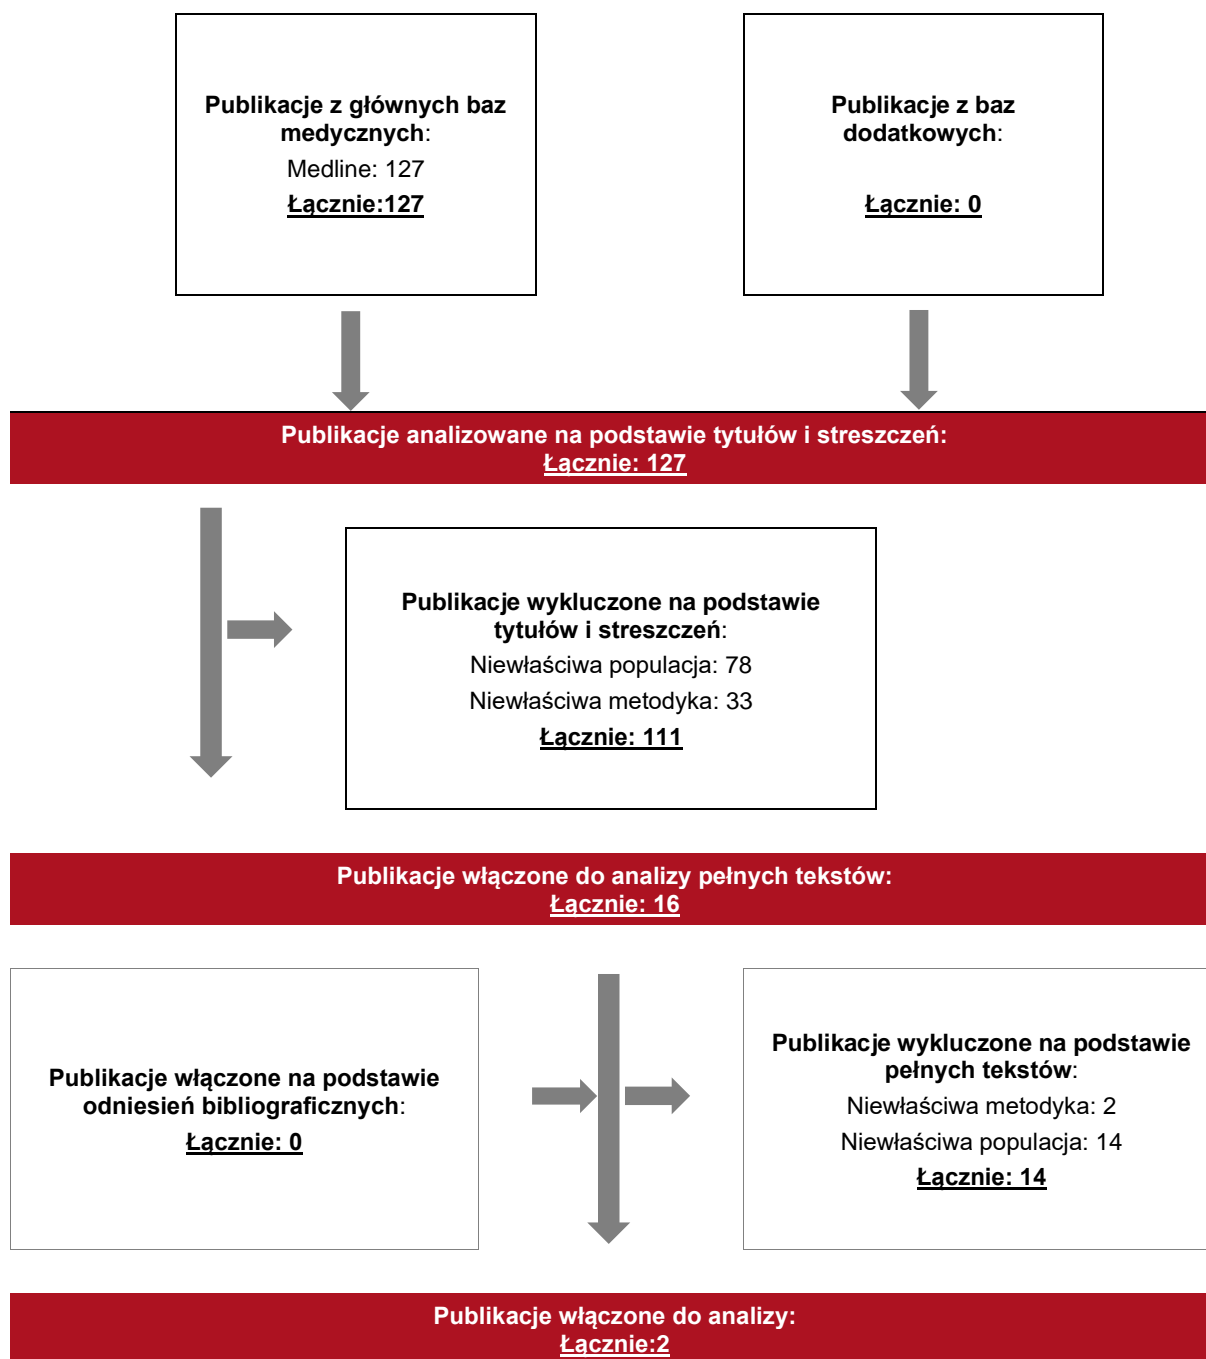 Publikacje z głównych baz
medycznych:
Medline: 127
Łącznie:127
Publikacje z baz
dodatkowych:
Łącznie: 0
Publikacje analizowane na podstawie tytułów i streszczeń:
Łącznie: 127
Publikacje wykluczone na podstawie
tytułów i streszczeń:
Niewłaściwa populacja: 78
Niewłaściwa metodyka: 33
Łącznie: 111
Publikacje włączone do analizy pełnych tekstów:
Łącznie: 16
Publikacje włączone na podstawie
odniesień bibliograficznych:
Łącznie: 0
Publikacje wykluczone na podstawie
pełnych tekstów:
Niewłaściwa metodyka: 2
Niewłaściwa populacja: 14
Łącznie: 14
Publikacje włączone do analizy:
Łącznie:2